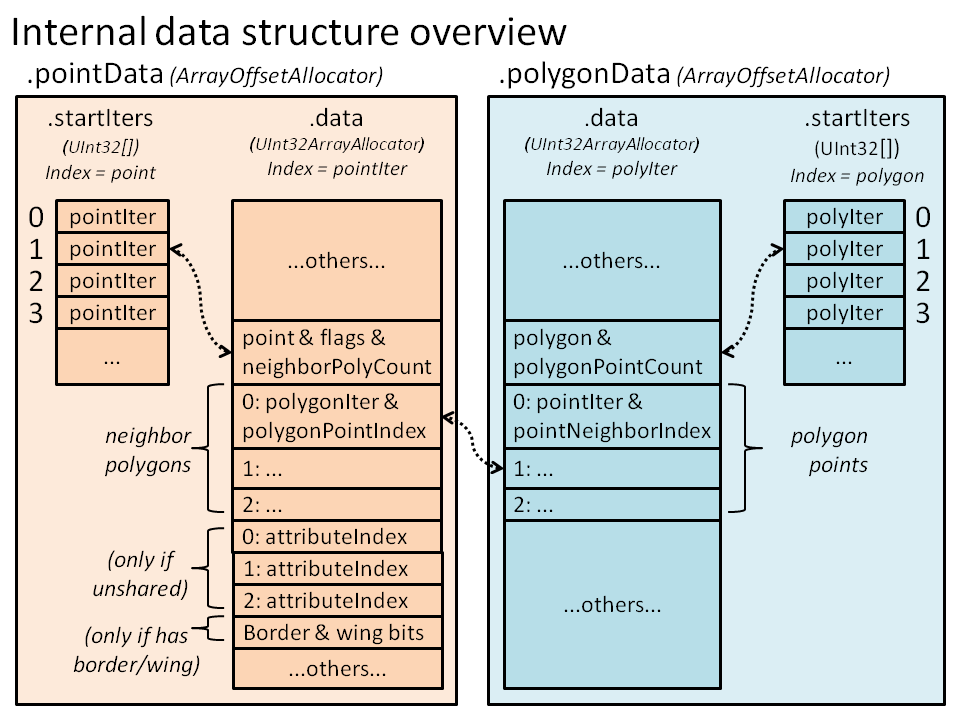 Internal data structure overview
.pointData (ArrayOffsetAllocator)
.startIters
(UInt32[])
Index = point
0 pointIter
1 pointIter
2 pointIter
3 pointIter
...
.data
(UInt32ArrayAllocator)
Index = pointIter
...others...
point & flags &
neighborPolyCount
0: polygonIter &
polygonPointIndex
1: ...
2: ...
0: attributeIndex
1: attributeIndex
2: attributeIndex
Border & wing bits
...others...
neighbor
polygons
(only if
unshared)
(only if has
border/wing)
.polygonData (ArrayOffsetAllocator)
.data
(UInt32ArrayAllocator)
Index = polyIter
...others...
polygon &
polygonPointCount
0: pointIter &
pointNeighborIndex
1: ...
2: ...
...others...
polygon
points
.startIters
(UInt32[])
Index = polygon
polyIter 0
polyIter 1
polyIter 2
polyIter 3
...